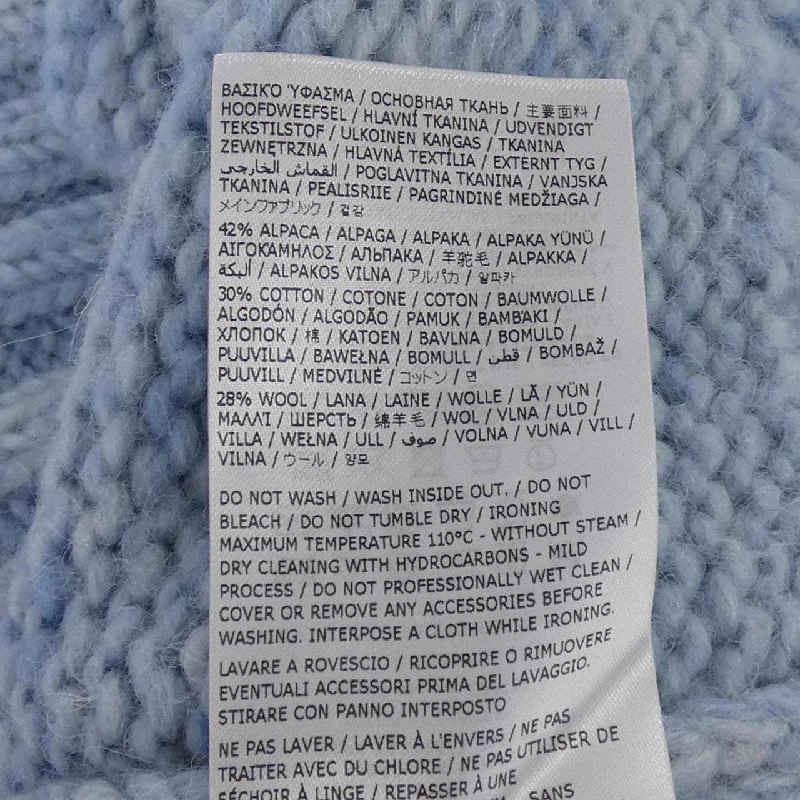 ΒΑΣΙΚΌ ΎΦΑΣΜΑ / ОСНОВНАЯ ТКАНЬ / 主要面料 /
HOOFDWEEFSEL / HLAVNÍ TKANINA / UDVENDIGT
TEKSTILSTOF / ULKOINEN KANGAS / TKANINA
ZEWNĘTRZNA / HLAVNÁ TEXTÍLIA / EXTERNT TYG /
القماش الخارجي / POGLAVITNA TKANINA / VANJSKA
TKANINA / PEALISRIIE / PAGRINDINĖ MEDŽIAGA /
メインファブリック / 겉감
42% ALPACA / ALPAGA / ALPAKA / ALPAKA YÜNÜ /
ΑΙΓΟΚΆΜΗΛΟΣ / АЛЬПАКА / 羊驼毛 / ALPAKKA /
ألبكة / ALPAKOS VILNA / アルパカ / 알파카
30% COTTON / COTONE / COTON / BAUMWOLLE /
ALGODÓN / ALGODÃO / PAMUK / ΒΑΜΒΆΚΙ /
ХЛОПОК / 棉 / KATOEN / BAVLNA / BOMULD /
PUUVILLA / BAWEŁNA / BOMULL / قطن / BOMBAŽ /
PUUVILL / MEDVILNĖ / コットン / 면
28% WOOL / LANA / LAINE / WOLLE / LÃ / YÜN /
ΜΑΛΛΊ / ШЕРСТЬ / 绵羊毛 / WOL / VLNA / ULD /
VILLA / WEŁNA / ULL / صوف / VOLNA / VUNA / VILL /
VILNA / ウール / 양모
DO NOT WASH / WASH INSIDE OUT. / DO NOT
BLEACH / DO NOT TUMBLE DRY / IRONING
MAXIMUM TEMPERATURE 110°C - WITHOUT STEAM /
DRY CLEANING WITH HYDROCARBONS - MILD
PROCESS / DO NOT PROFESSIONALLY WET CLEAN /
COVER OR REMOVE ANY ACCESSORIES BEFORE
WASHING. INTERPOSE A CLOTH WHILE IRONING.
LAVARE A ROVESCIO / RICOPRIRE O RIMUOVERE
EVENTUALI ACCESSORI PRIMA DEL LAVAGGIO.
STIRARE CON PANNO INTERPOSTO
NE PAS LAVER / LAVER À L'ENVERS / NE PAS
TRAITER AVEC DU CHLORE / NE PAS UTILISER DE
SÉCHOIR À LINGE / REPASSER À UNE
SANS